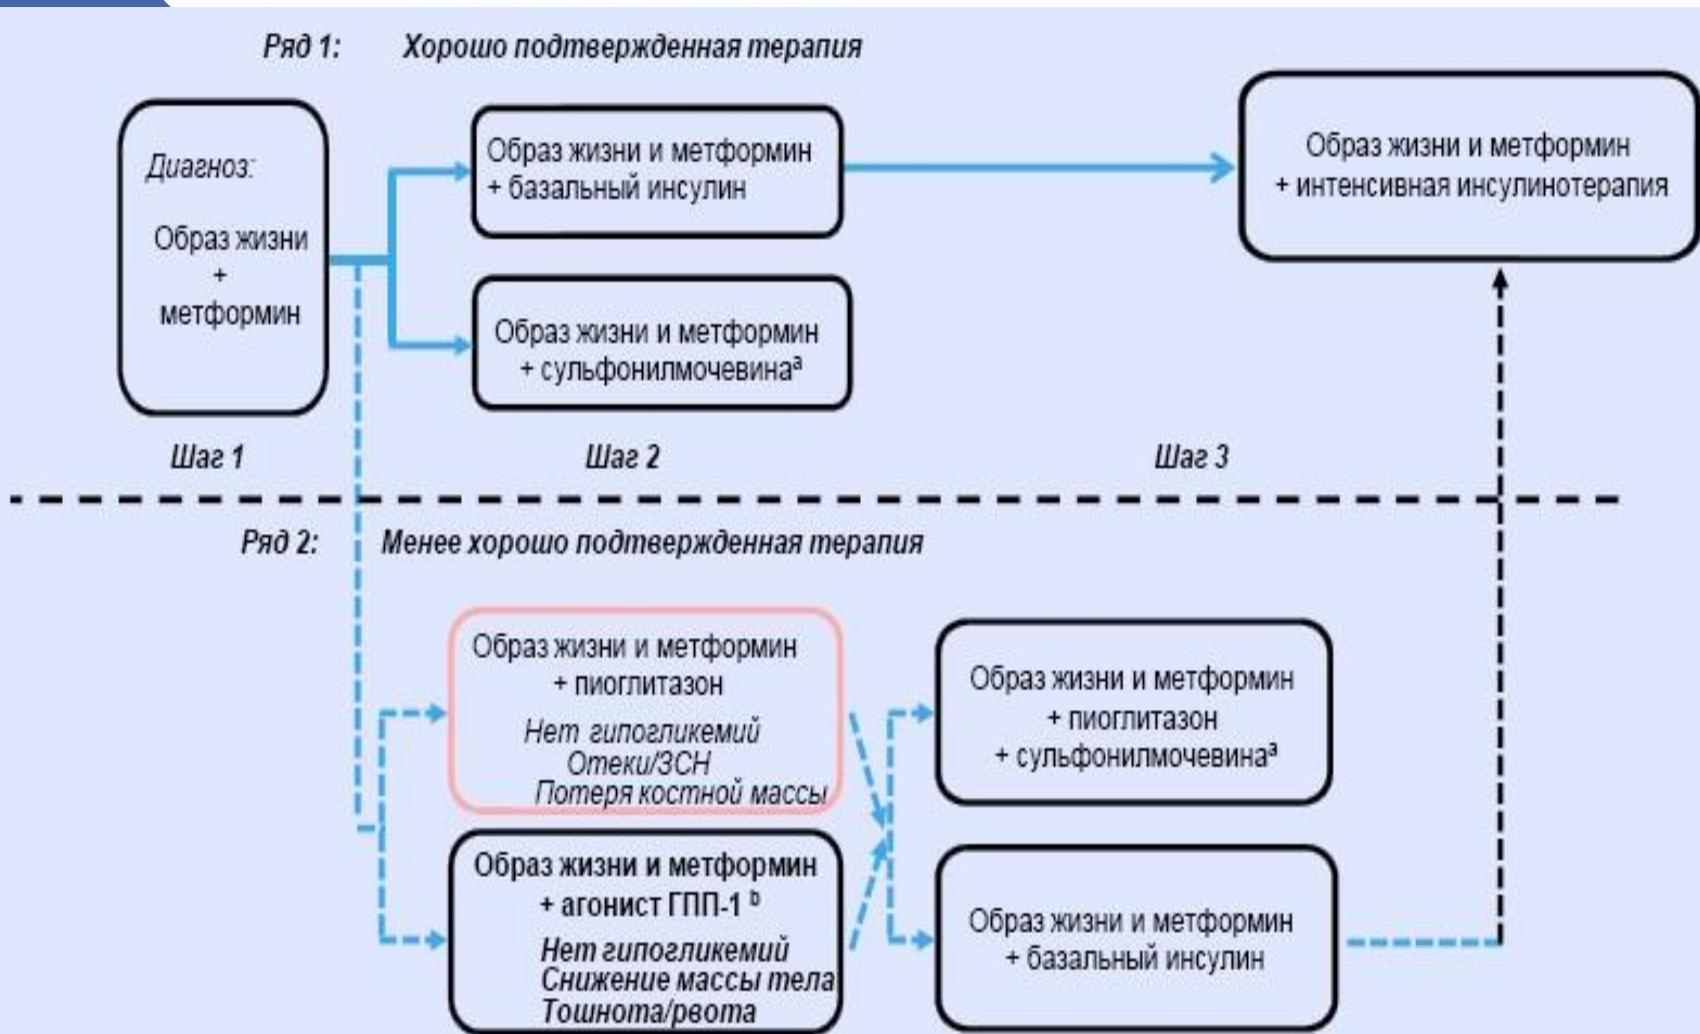 Ряд 1: Хорошо подтвержденная терапия
Диагноз:
Образ жизни
+
метформин
Образ жизни и метформин
+ базальный инсулин
Образ жизни и метформин
+ интенсивная инсулинотерапия
Образ жизни и метформин
+ сульфонилмочевинаª
Шаг 1
Шаг 2
Шаг 3
Ряд 2: Менее хорошо подтвержденная терапия
Образ жизни и метформин
+ пиоглитазон
Нет гипогликемий
Отеки/ЗСН
Потеря костной массы
Образ жизни и метформин
+ пиоглитазон
+ сульфонилмочевинаª
Образ жизни и метформин
+ агонист ГПП-1 ᵇ
Нет гипогликемий
Снижение массы тела
Тошнота/рвота
Образ жизни и метформин
+ базальный инсулин